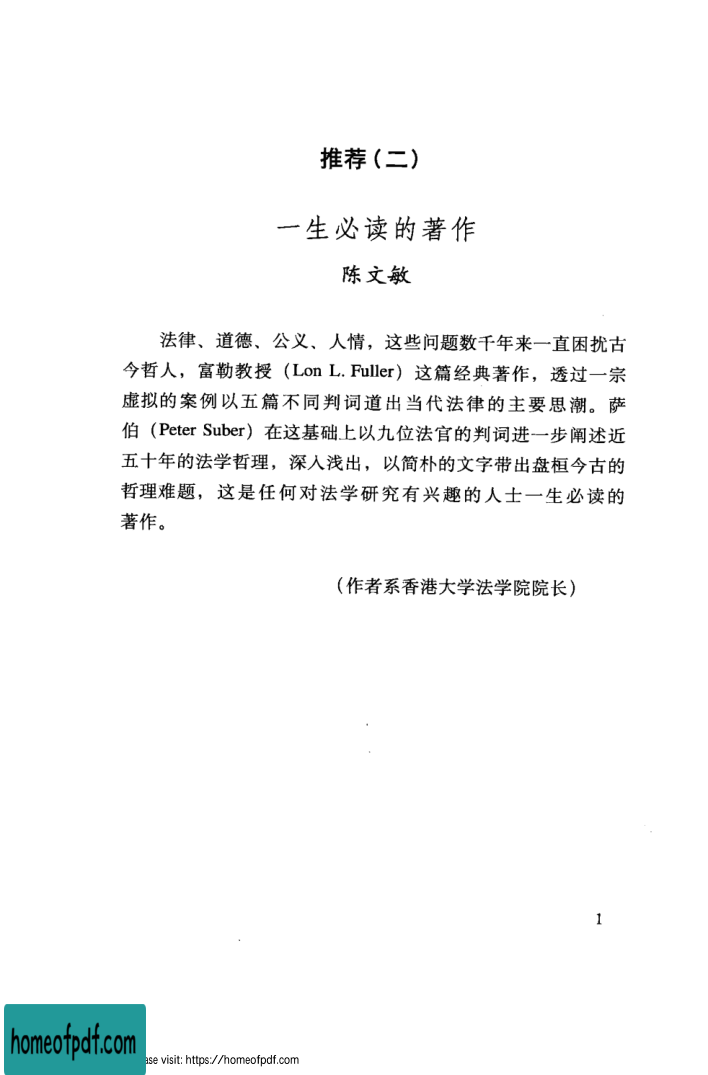 推荐(二)
一生必读的著作
陈文敏
法律、道德、公义、人情，这些问题数千年来一直困扰古
今哲人，富勒教授（Lon L. Fuller）这篇经典著作，透过一宗
虚拟的案例以五篇不同判词道出当代法律的主要思潮。萨
伯（Peter Suber）在这基础上以九位法官的判词进一步阐述近
五十年的法学哲理，深入浅出，以简朴的文字带出盘桓今古的
哲理难题，这是任何对法学研究有兴趣的人士一生必读的
著作。
（作者系香港大学法学院院长）
1
homeofpdf.com
ase visit: https://homeofpdf.com